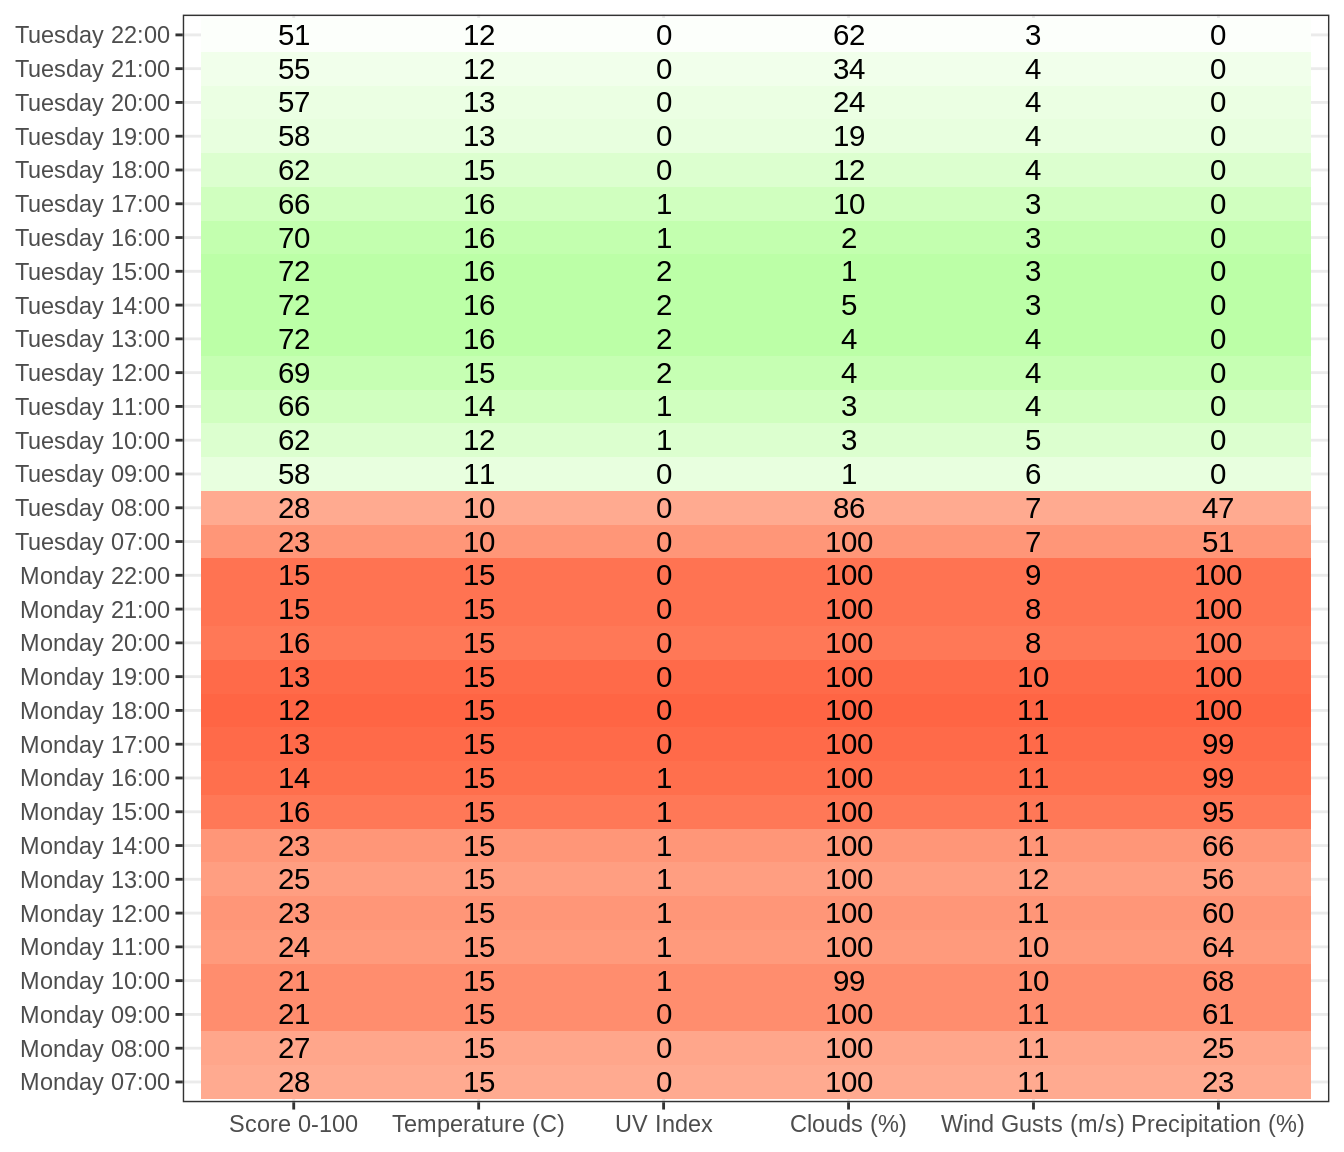 Tuesday 22:00 51 12 0 62 3 0
Tuesday 21:00 55 12 0 34 4 0
Tuesday 20:00 57 13 0 24 4 0
Tuesday 19:00 58 13 0 19 4 0
Tuesday 18:00 62 15 0 12 4 0
Tuesday 17:00 66 16 1 10 3 0
Tuesday 16:00 70 16 1 2 3 0
Tuesday 15:00 72 16 2 1 3 0
Tuesday 14:00 72 16 2 5 3 0
Tuesday 13:00 72 16 2 4 4 0
Tuesday 12:00 69 15 2 4 4 0
Tuesday 11:00 66 14 1 3 4 0
Tuesday 10:00 62 12 1 3 5 0
Tuesday 09:00 58 11 0 1 6 0
Tuesday 08:00 28 10 0 86 7 47
Tuesday 07:00 23 10 0 100 7 51
Monday 22:00 15 15 0 100 9 100
Monday 21:00 15 15 0 100 8 100
Monday 20:00 16 15 0 100 8 100
Monday 19:00 13 15 0 100 10 100
Monday 18:00 12 15 0 100 11 100
Monday 17:00 13 15 0 100 11 99
Monday 16:00 14 15 1 100 11 99
Monday 15:00 16 15 1 100 11 95
Monday 14:00 23 15 1 100 11 66
Monday 13:00 25 15 1 100 12 56
Monday 12:00 23 15 1 100 11 60
Monday 11:00 24 15 1 100 10 64
Monday 10:00 21 15 1 99 10 68
Monday 09:00 21 15 0 100 11 61
Monday 08:00 27 15 0 100 11 25
Monday 07:00 28 15 0 100 11 23
Score 0-100 Temperature (C) UV Index Clouds (%) Wind Gusts (m/s) Precipitation (%)